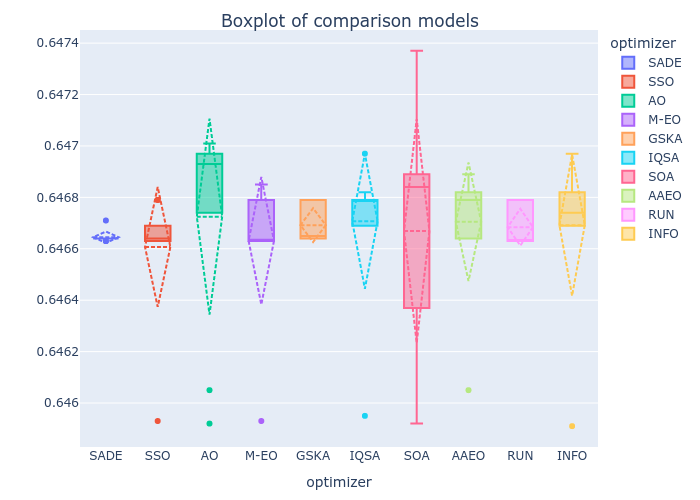 Boxplot of comparison models
optimizer
SADE
SSO
AO
M-EO
GSKA
IQSA
SOA
AAEO
RUN
INFO
0.6474
0.6472
0.647
0.6468
0.6466
0.6464
0.6462
0.646
SADE SSO AO M-EO GSKA IQSA SOA AAEO RUN INFO
optimizer